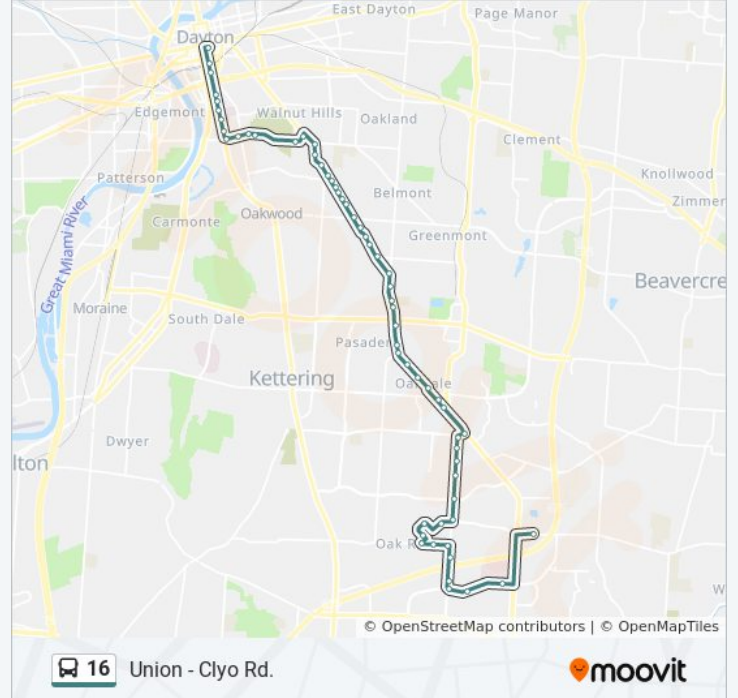 East Dayton
Page Manor
Dayton
Edgemont
Walnut Hills
Oakland
Clement
Patterson
Knollwood
Belmont
Zimmer
Carmonte
Oakwood
Greenmont
Great Miami River
Beavercre
Moraine
South Dale
Pasaden
Kettering
Oakdale
Dwyer
lton
Oak R
W
© OpenStreetMap contributors | © OpenMapTiles
16 Union - Clyo Rd.
moovit